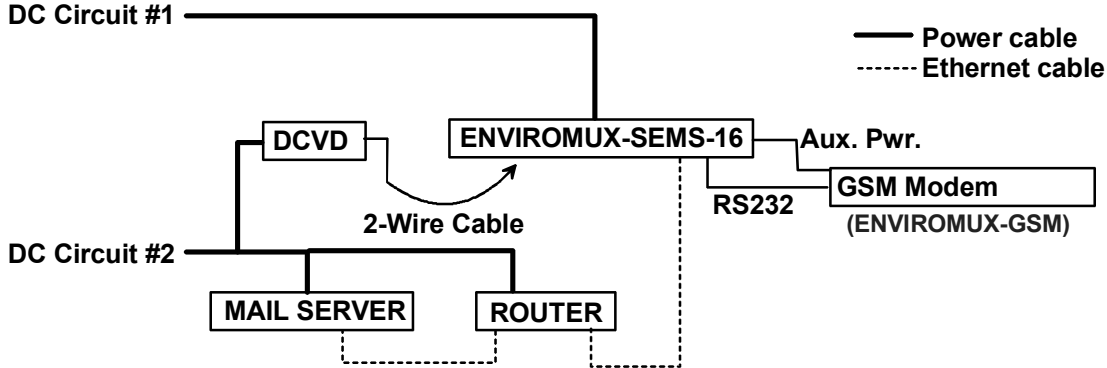 DC Circuit #1
Power cable
Ethernet cable
DCVD
ENVIROMUX-SEMS-16
Aux. Pwr.
GSM Modem
RS232
(ENVIROMUX-GSM)
2-Wire Cable
DC Circuit #2
MAIL SERVER
ROUTER